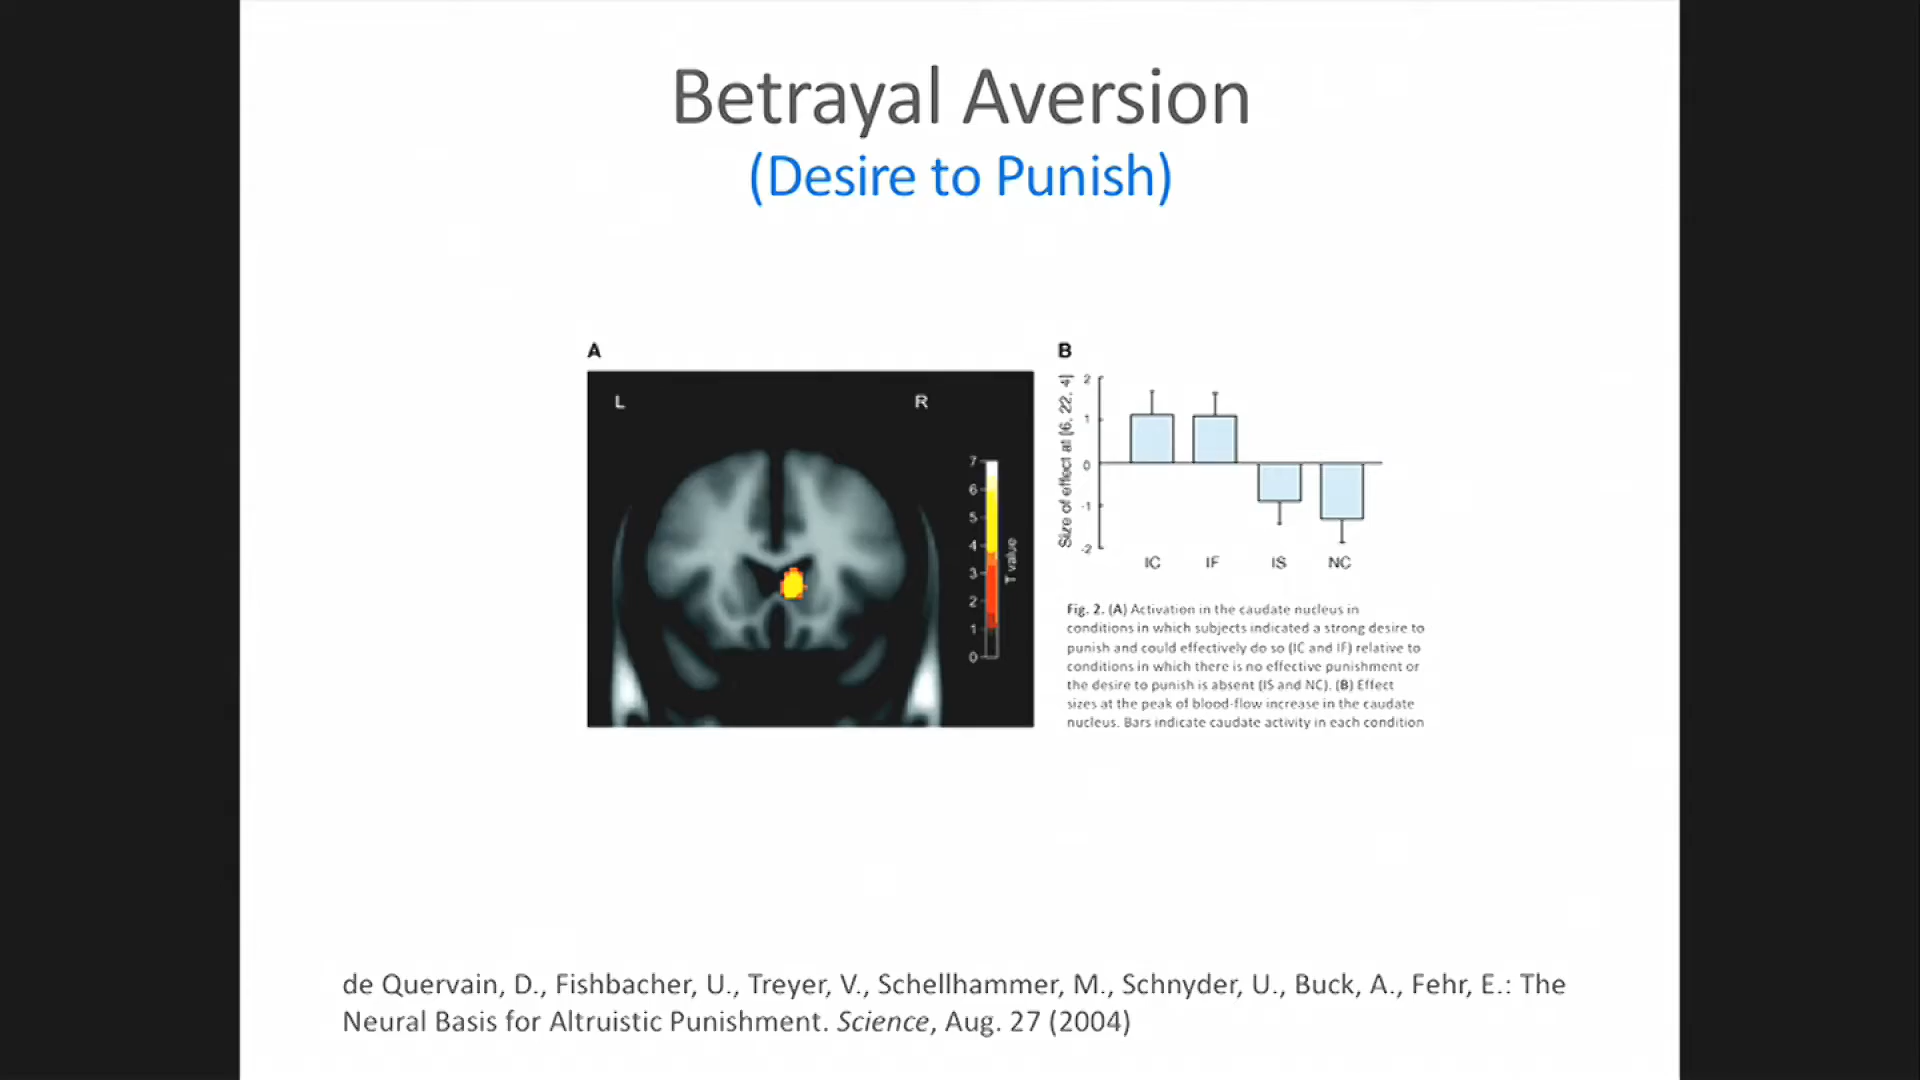 Betrayal Aversion
(Desire to Punish)
A
L
R
7
6
5
4
3
2
1
0
T value
B
Size of effect at [6, 22, 4]
2
1
0
-1
-2
IC
IF
IS
NC
Fig. 2. (A) Activation in the caudate nucleus in
conditions in which subjects indicated a strong desire to
punish and could effectively do so (IC and IF) relative to
conditions in which there is no effective punishment or
the desire to punish is absent (IS and NC). (B) Effect
sizes at the peak of blood-flow increase in the caudate
nucleus. Bars indicate caudate activity in each condition
de Quervain, D., Fishbacher, U., Treyer, V., Schellhammer, M., Schnyder, U., Buck, A., Fehr, E.: The
Neural Basis for Altruistic Punishment. Science, Aug. 27 (2004)